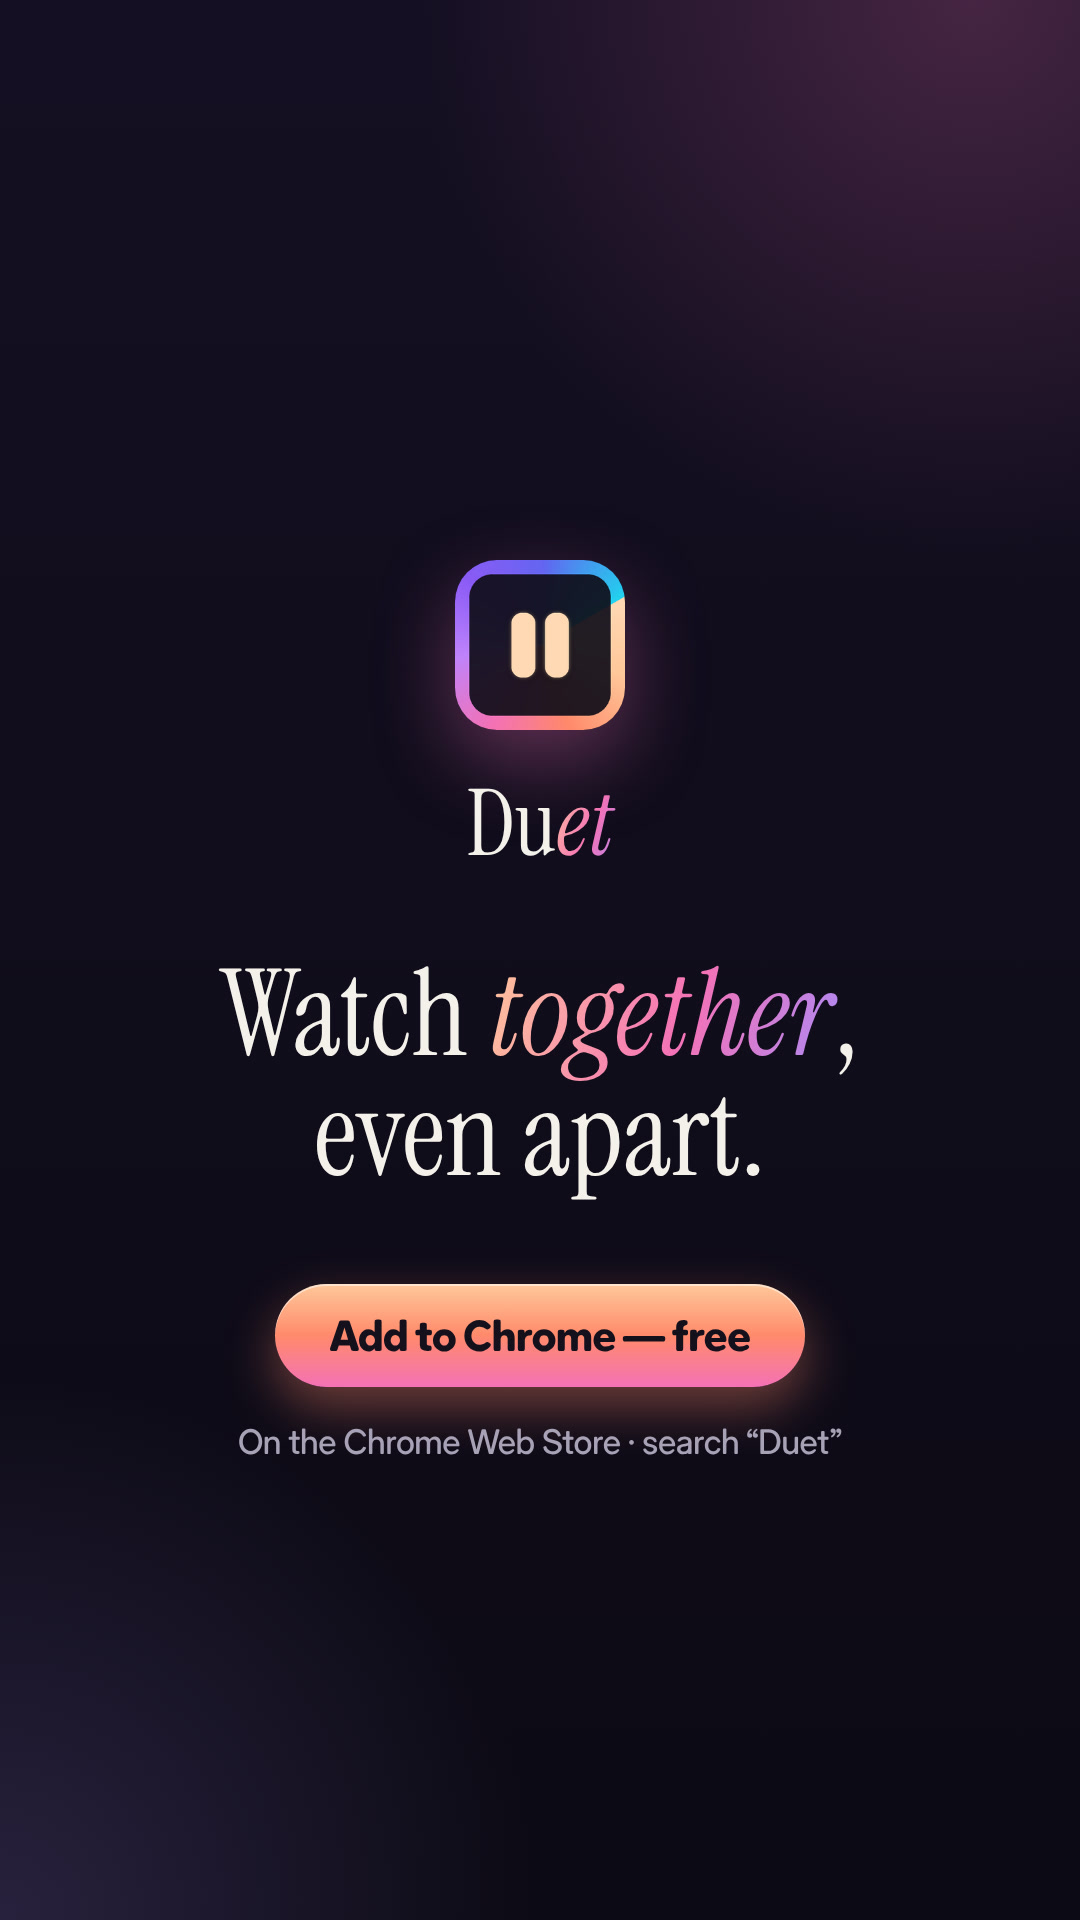 Duet
Watch together,
even apart.
Add to Chrome — free
On the Chrome Web Store · search “Duet”